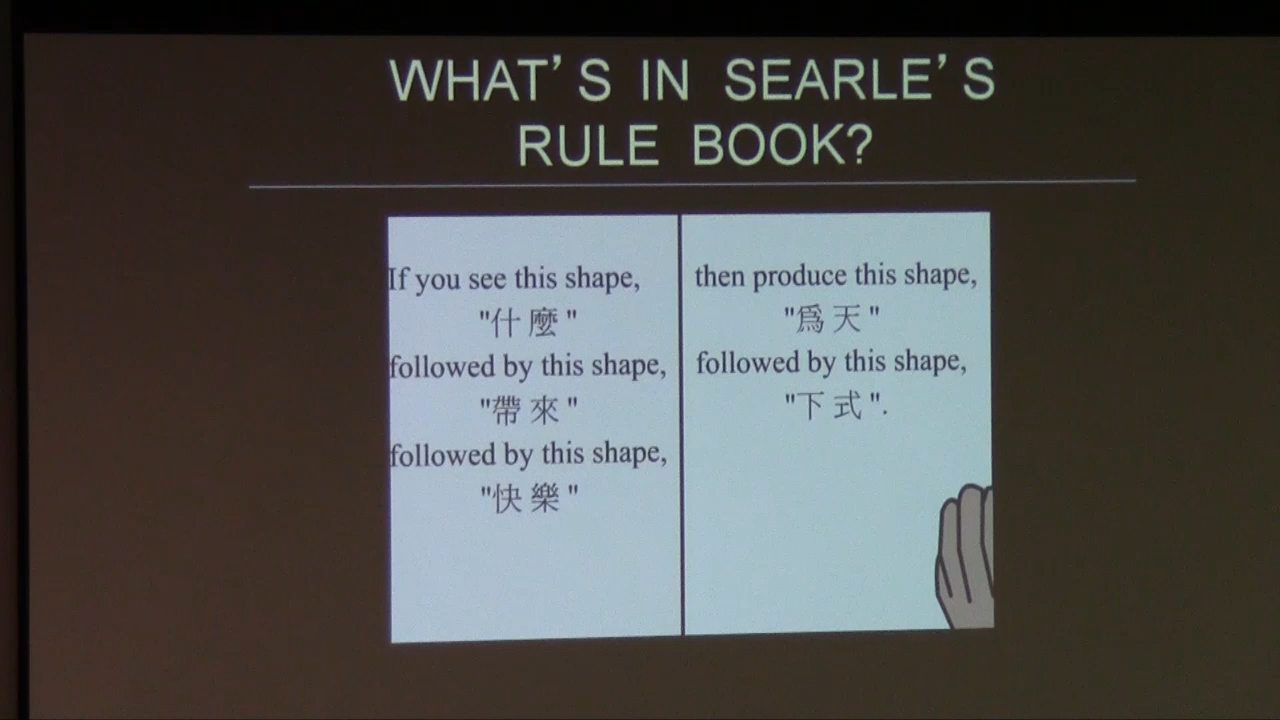 WHAT'S IN SEARLE'S
RULE BOOK?
If you see this shape,
"什麼"
followed by this shape,
"帶來"
followed by this shape,
"快樂"
then produce this shape,
"爲天"
followed by this shape,
"下式".